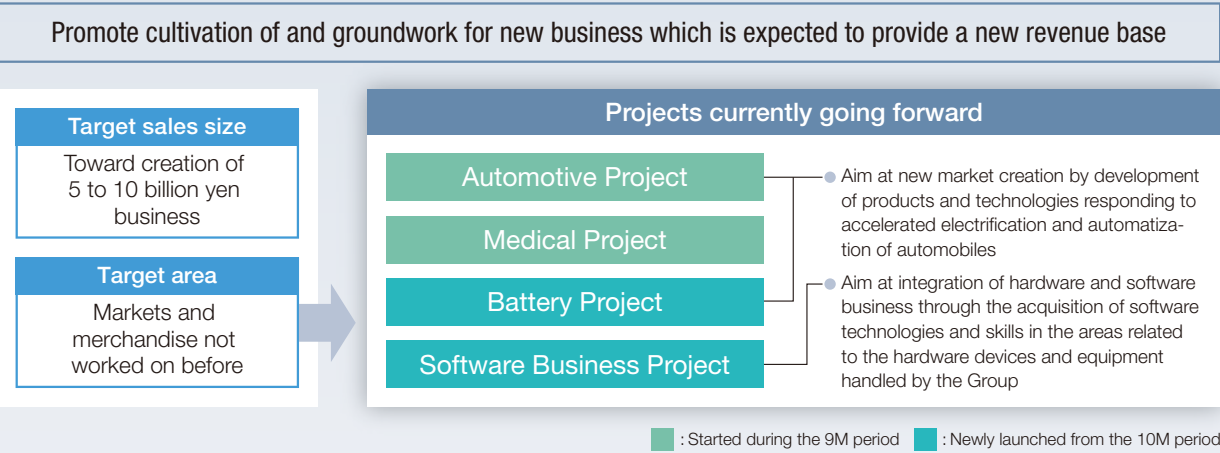 Promote cultivation of and groundwork for new business which is expected to provide a new revenue base
Target sales size
Toward creation of
5 to 10 billion yen
business
Target area
Markets and
merchandise not
worked on before
Projects currently going forward
Automotive Project
Medical Project
Battery Project
Software Business Project
Aim at new market creation by development
of products and technologies responding to
accelerated electrification and automatiza-
tion of automobiles
Aim at integration of hardware and software
business through the acquisition of software
technologies and skills in the areas related
to the hardware devices and equipment
handled by the Group
: Started during the 9M period : Newly launched from the 10M period